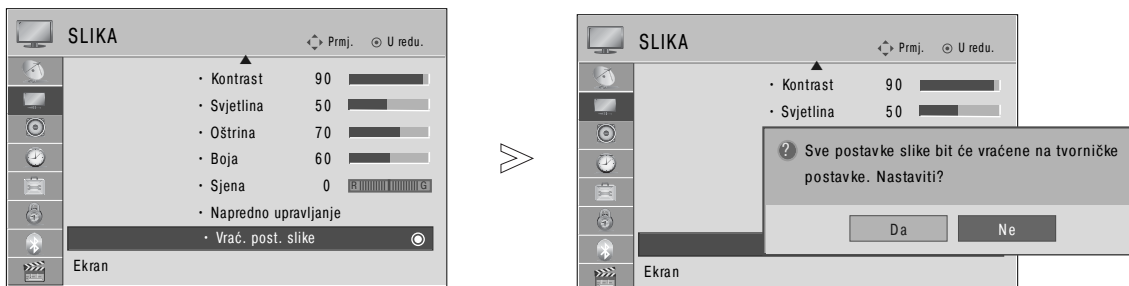 SLIKA
Prmj. U redu.
• Kontrast 90
• Svjetlina 50
• Oštrina 70
• Boja 60
• Sjena 0 R G
• Napredno upravljanje
• Vrać. post. slike
Ekran
SLIKA
Prmj. U redu.
• Kontrast 90
• Svjetlina 50
? Sve postavke slike bit će vraćene na tvorničke
postavke. Nastaviti?
Da Ne
Ekran